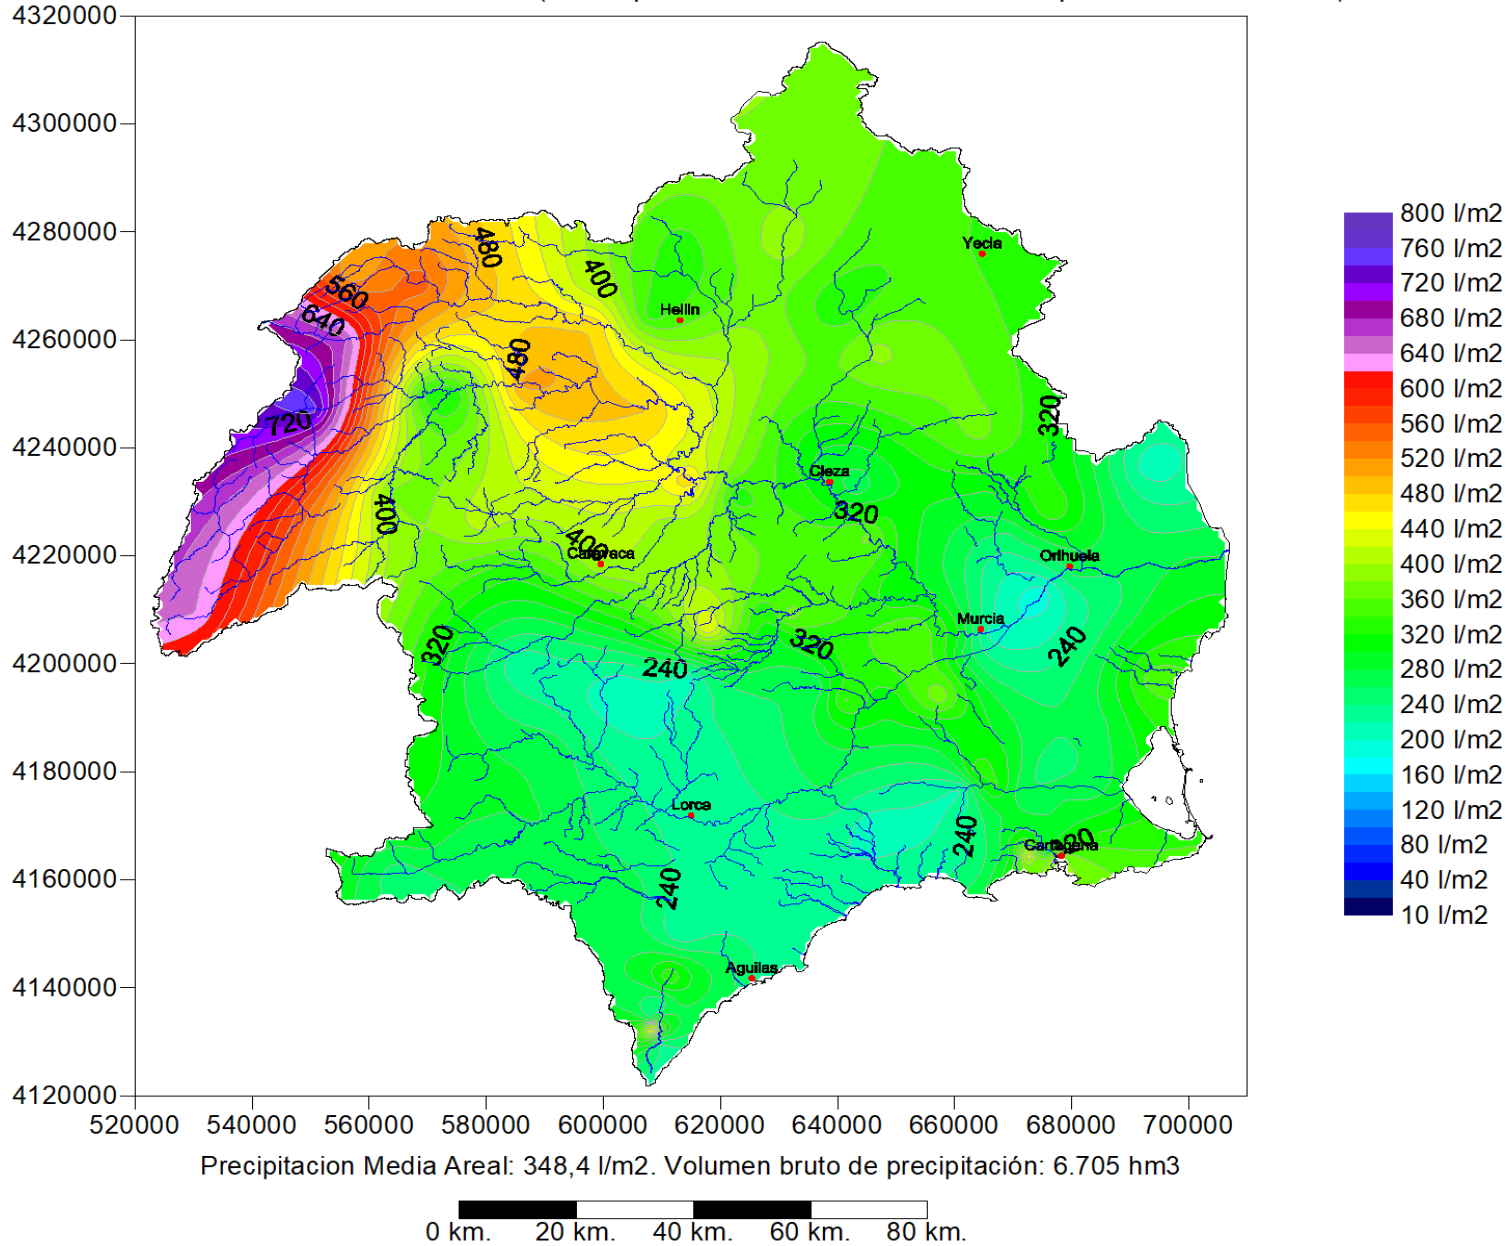 4320000
4300000
4280000
4260000
4240000
4220000
4200000
4180000
4160000
4140000
4120000
520000 540000 560000 580000 600000 620000 640000 660000 680000 700000
480
400
560
640
480
720
400
400
320
240
320
320
320
240
240
240
Yecla
Hellin
Cieza
Caravaca
Orihuela
Murcia
Lorca
Cartagena
Aguilas
800 l/m2
760 l/m2
720 l/m2
680 l/m2
640 l/m2
600 l/m2
560 l/m2
520 l/m2
480 l/m2
440 l/m2
400 l/m2
360 l/m2
320 l/m2
280 l/m2
240 l/m2
200 l/m2
160 l/m2
120 l/m2
80 l/m2
40 l/m2
10 l/m2
Precipitacion Media Areal: 348,4 l/m2. Volumen bruto de precipitación: 6.705 hm3
0 km. 20 km. 40 km. 60 km. 80 km.